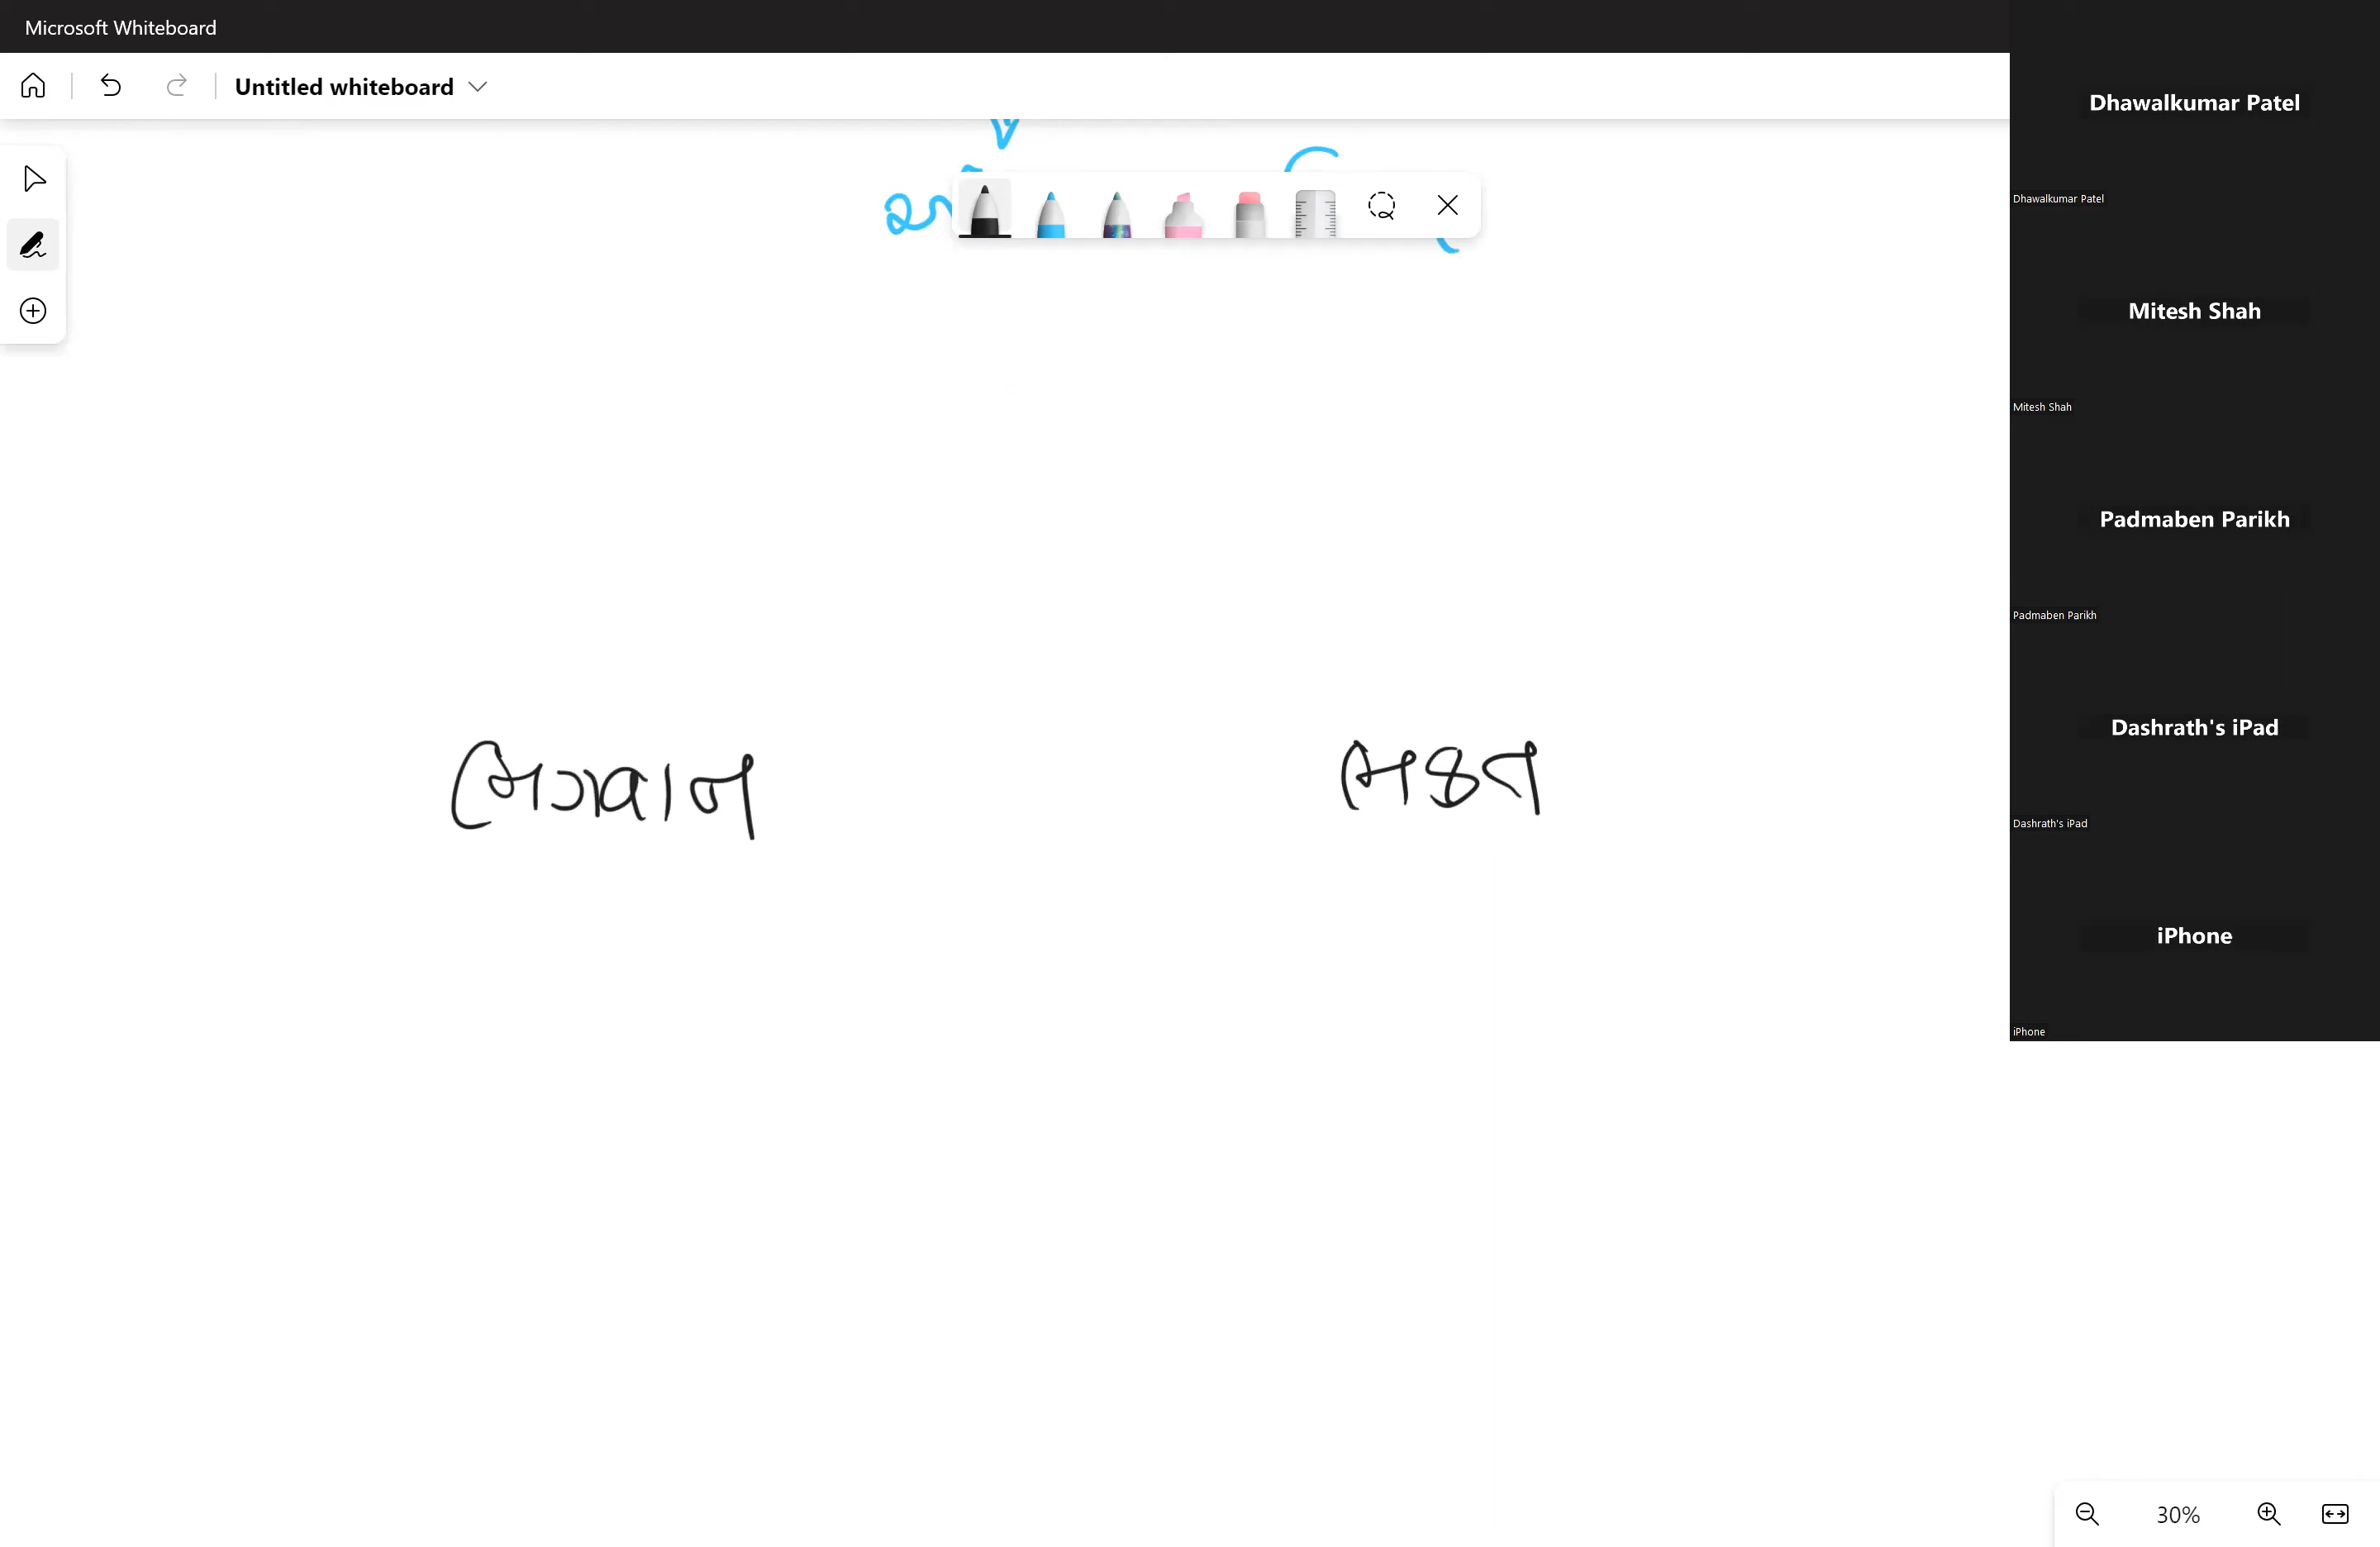 Microsoft Whiteboard
Untitled whiteboard
Dhawalkumar Patel
Dhawalkumar Patel
Mitesh Shah
Mitesh Shah
Padmaben Parikh
Padmaben Parikh
Dashrath's iPad
Dashrath's iPad
iPhone
iPhone
30%